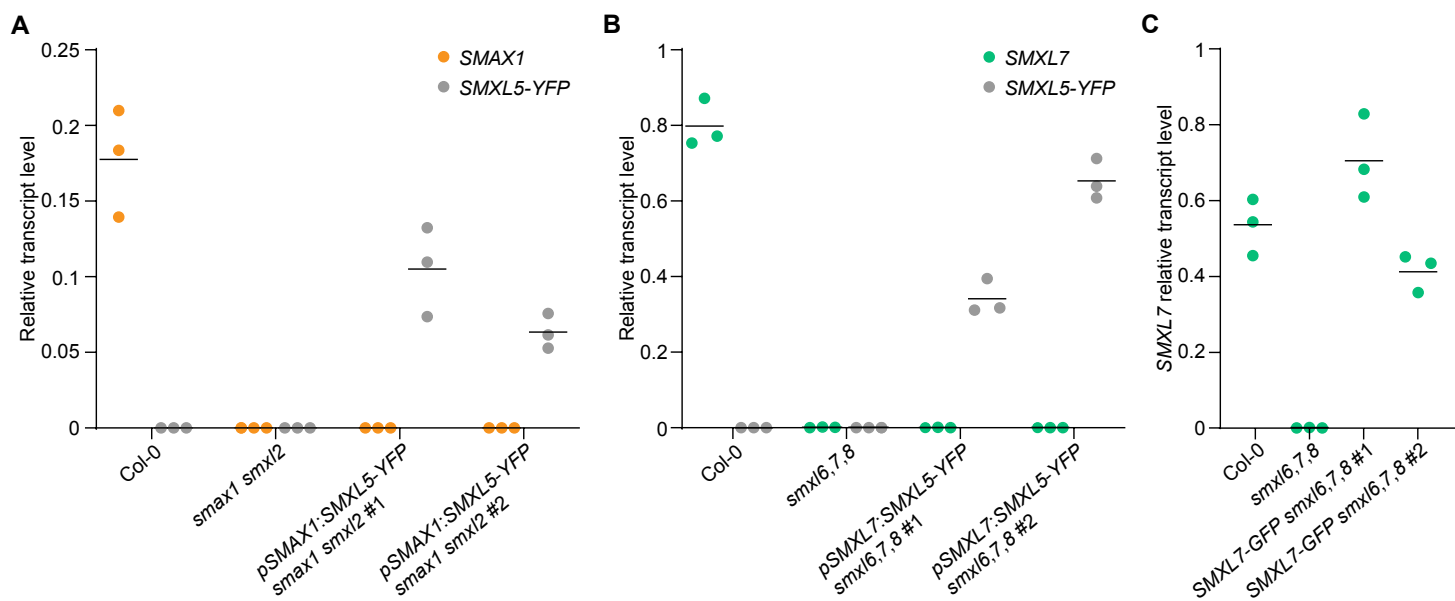 A
Relative transcript level
0.25
0.2
0.15
0.1
0.05
0
SMAX1
SMXL5-YFP
Col-0
smax1 smxl2
pSMAX1:SMXL5-YFP
smax1 smxl2 #1
pSMAX1:SMXL5-YFP
smax1 smxl2 #2
B
Relative transcript level
1
0.8
0.6
0.4
0.2
0
SMXL7
SMXL5-YFP
Col-0
smxl6,7,8
pSMXL7:SMXL5-YFP
smxl6,7,8 #1
pSMXL7:SMXL5-YFP
smxl6,7,8 #2
C
SMXL7 relative transcript level
1
0.8
0.6
0.4
0.2
0
Col-0
smxl6,7,8
SMXL7-GFP smxl6,7,8 #1
SMXL7-GFP smxl6,7,8 #2